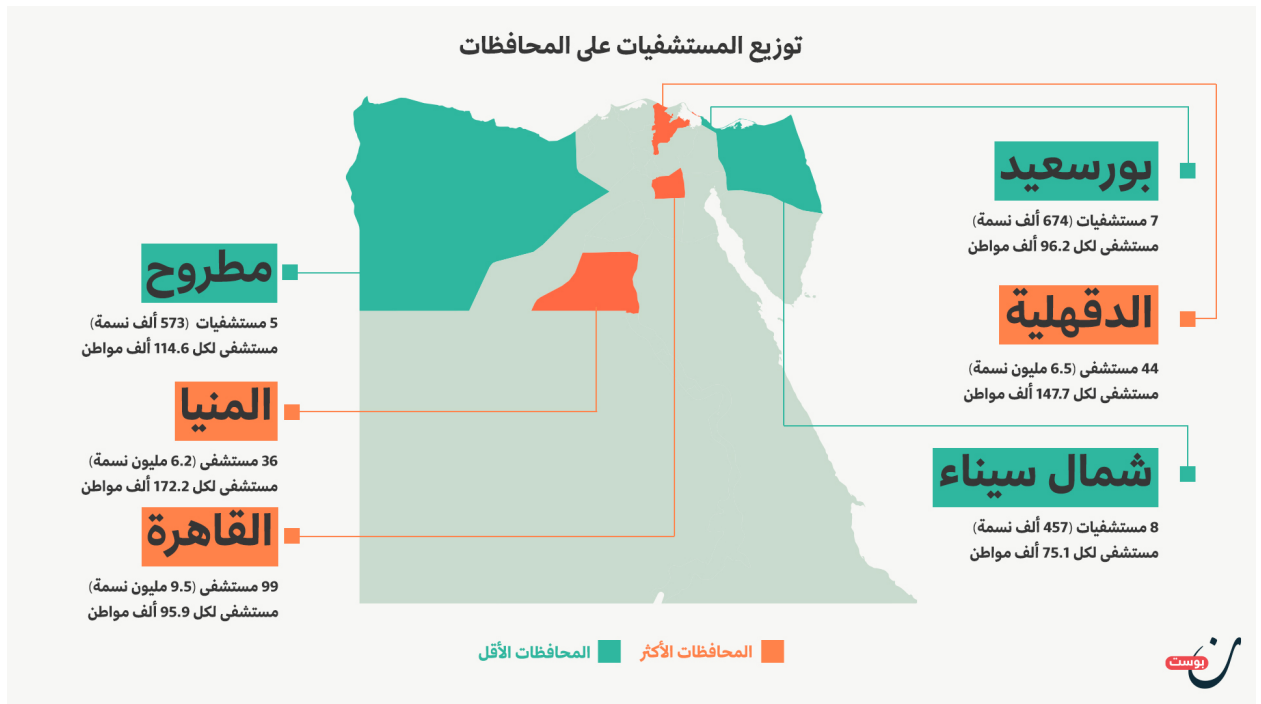 توزيع المستشفيات على المحافظات
بورسعيد
7 مستشفيات (674 ألف نسمة)
مستشفى لكل 96.2 ألف مواطن
الدقهلية
44 مستشفى (6.5 مليون نسمة)
مستشفى لكل 147.7 ألف مواطن
شمال سيناء
8 مستشفيات (457 ألف نسمة)
مستشفى لكل 75.1 ألف مواطن
مطروح
5 مستشفيات (573 ألف نسمة)
مستشفى لكل 114.6 ألف مواطن
المنيا
36 مستشفى (6.2 مليون نسمة)
مستشفى لكل 172.2 ألف مواطن
القاهرة
99 مستشفى (9.5 مليون نسمة)
مستشفى لكل 95.9 ألف مواطن
المحافظات الأكثر
المحافظات الأقل
ن بوست